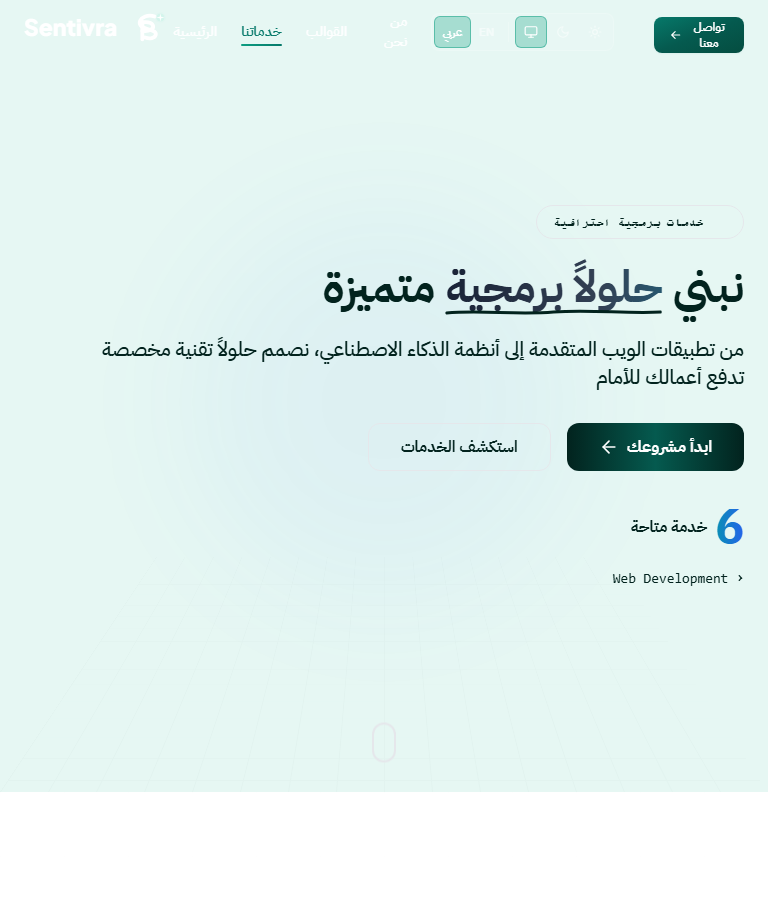 Sentivra
الرئيسية
خدماتنا
القوالب
من نحن
عربي
EN
تواصل معنا
خدمات برمجية احترافية
نبني حلولاً برمجية متميزة
من تطبيقات الويب المتقدمة إلى أنظمة الذكاء الاصطناعي، نصمم حلولاً تقنية مخصصة
تدفع أعمالك للأمام
ابدأ مشروعك
استكشف الخدمات
6 خدمة متاحة
› Web Development